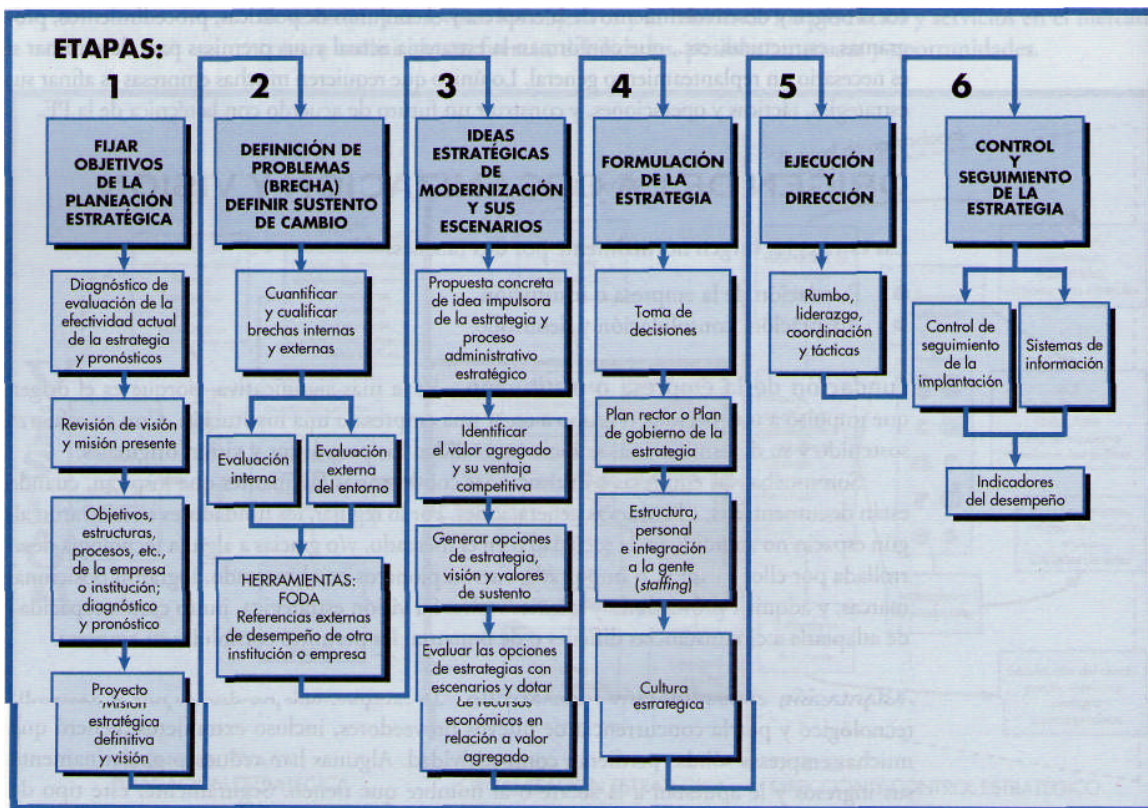 ETAPAS:
1
FIJAR
OBJETIVOS
DE LA
PLANEACIÓN
ESTRATÉGICA
Diagnóstico de
evaluación de la
efectividad actual
de la estrategia
y pronósticos
Revisión de visión
y misión presente
Objetivos,
estructuras,
procesos, etc.,
de la empresa
o institución;
diagnóstico
y pronóstico
Proyecto
Misión
estratégica
definitiva
y visión
2
DEFINICIÓN DE
PROBLEMAS
(BRECHA)
DEFINIR SUSTENTO
DE CAMBIO
Cuantificar
y cualificar
brechas internas
y externas
Evaluación
interna
Evaluación
externa
del entorno
HERRAMIENTAS:
FODA
Referencias externas
de desempeño de otra
institución o empresa
3
IDEAS
ESTRATÉGICAS
DE
MODERNIZACIÓN
Y SUS
ESCENARIOS
Propuesta concreta
de idea innova-
dora de la estrategia y
proceso
administrativo
estratégico
Identificar
el valor agregado
y su ventaja
competitiva
Generar opciones
de estrategia,
visión y valores
de sustento
Evaluar las opciones
de estrategias con
escenarios y dotar
de recursos
económicos en
relación a valor
agregado
4
FORMULACIÓN
DE LA
ESTRATEGIA
Toma de
decisiones
Plan rector o Plan
de gobierno de la
estrategia
Estructura,
personal
e integración
a la gente
(staffing)
Cultura
estratégica
5
EJECUCIÓN
Y
DIRECCIÓN
Rumbo,
liderazgo,
coordinación
y tácticas
6
CONTROL
Y
SEGUIMIENTO
DE LA
ESTRATEGIA
Control de
seguimiento
de la
implantación
Sistemas de
información
Indicadores
del desempeño